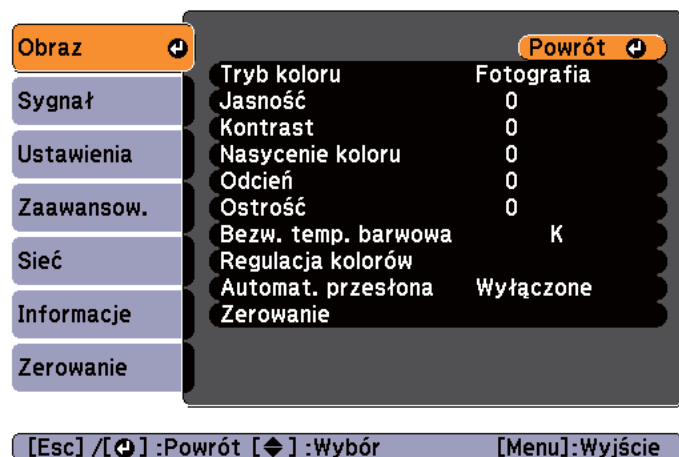 Obraz
Sygnał
Ustawienia
Zaawansow.
Sieć
Informacje
Zerowanie
Powrót
Tryb koloru Fotografia
Jasność 0
Kontrast 0
Nasycenie koloru 0
Odcień 0
Ostrość 0
Bezw. temp. barwowa K
Regulacja kolorów
Automat. przesłona Wyłączone
Zerowanie
[Esc] /[ ] :Powrót [ ] :Wybór [Menu]:Wyjście